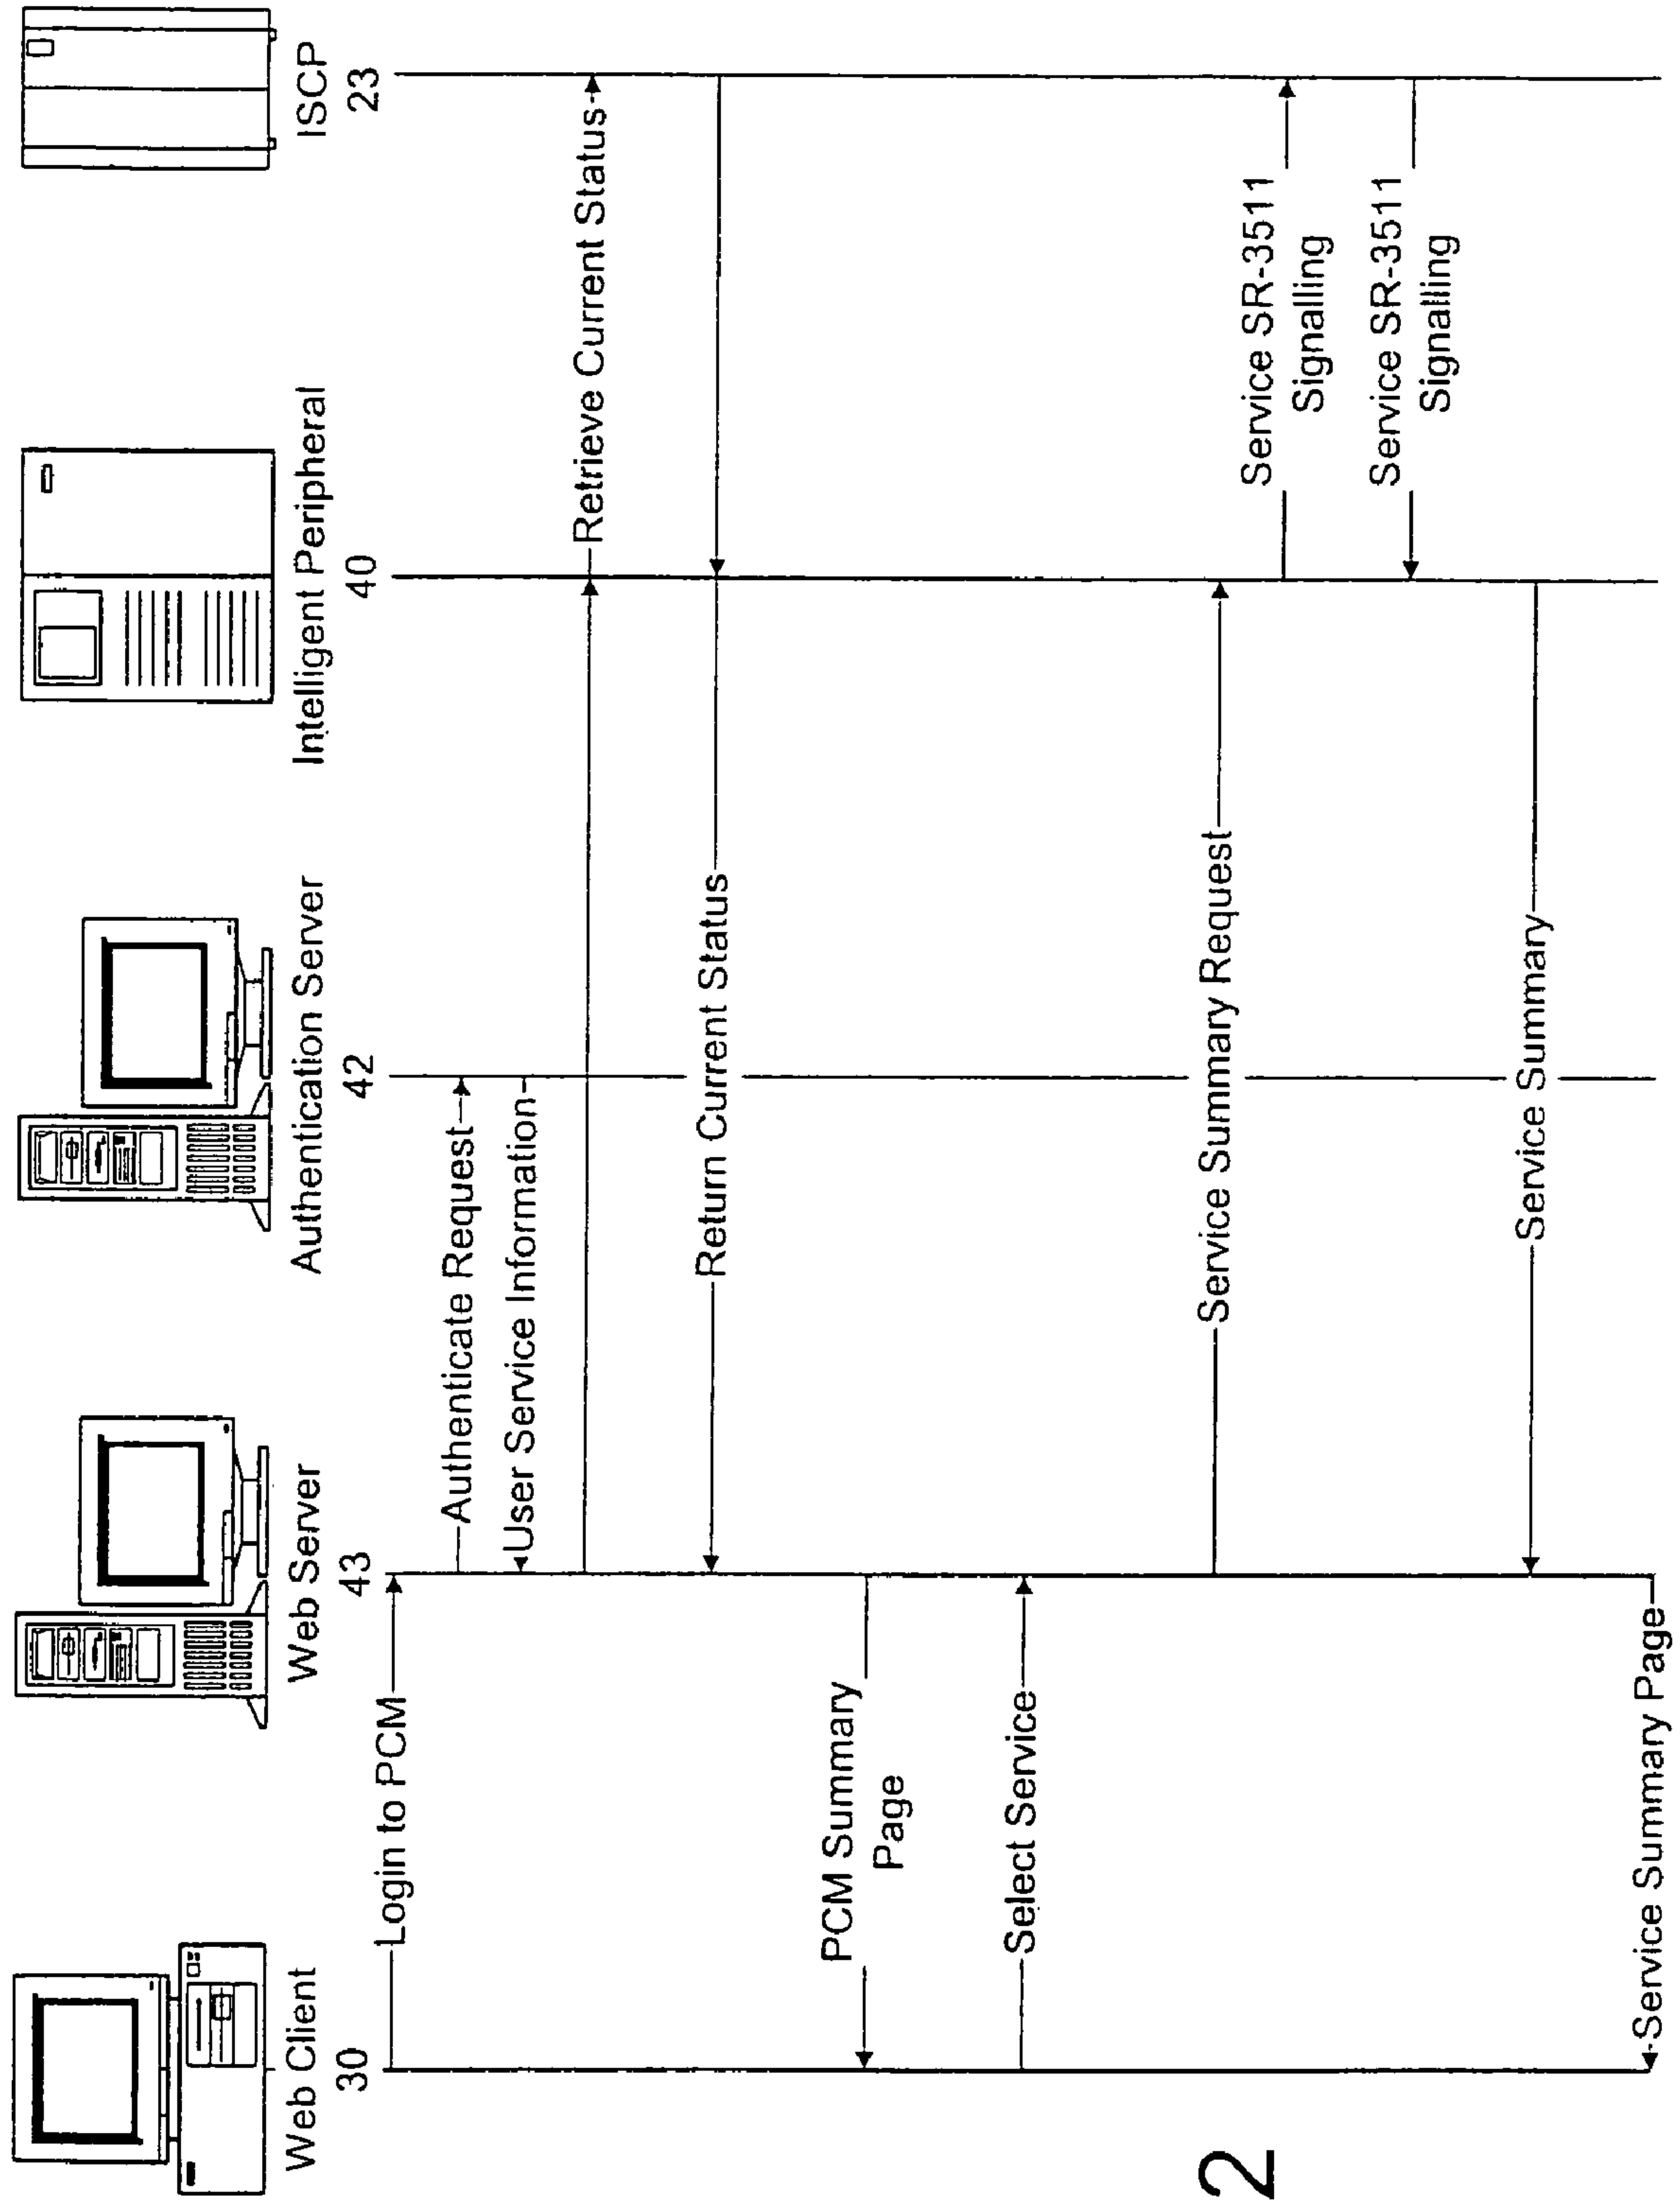 Web Client
30
Web Server
43
Authentication Server
42
Intelligent Peripheral
40
ISCP
23
Login to PCM
Authenticate Request
User Service Information
Retrieve Current Status
Return Current Status
PCM Summary
Page
Select Service
Service Summary Request
Service SR-3511
Signalling
Service SR-3511
Signalling
Service Summary
Service Summary Page
2